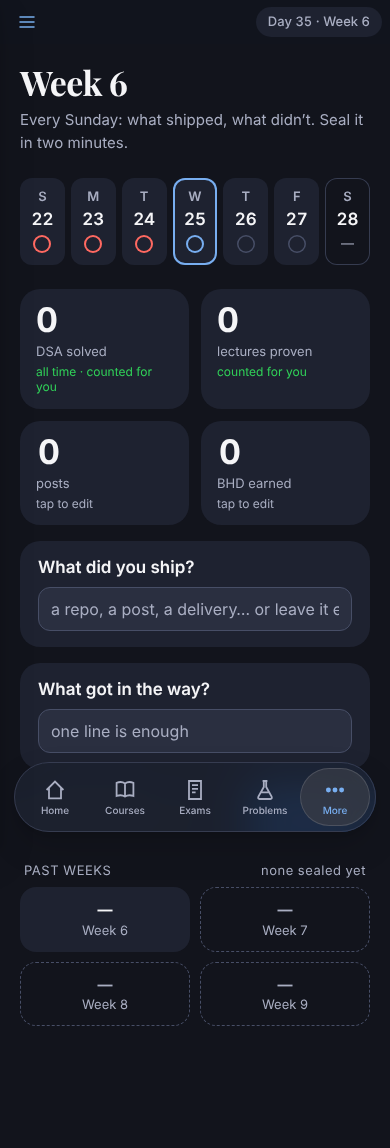 Day 35 · Week 6
Week 6
Every Sunday: what shipped, what didn’t. Seal it
in two minutes.
S M T W T F S
22 23 24 25 26 27 28
—
0
DSA solved
all time · counted for
you
0
lectures proven
counted for you
0
posts
tap to edit
0
BHD earned
tap to edit
What did you ship?
a repo, a post, a delivery... or leave it e
What got in the way?
one line is enough
Home Courses Exams Problems More
PAST WEEKS none sealed yet
—
Week 6
—
Week 7
—
Week 8
—
Week 9